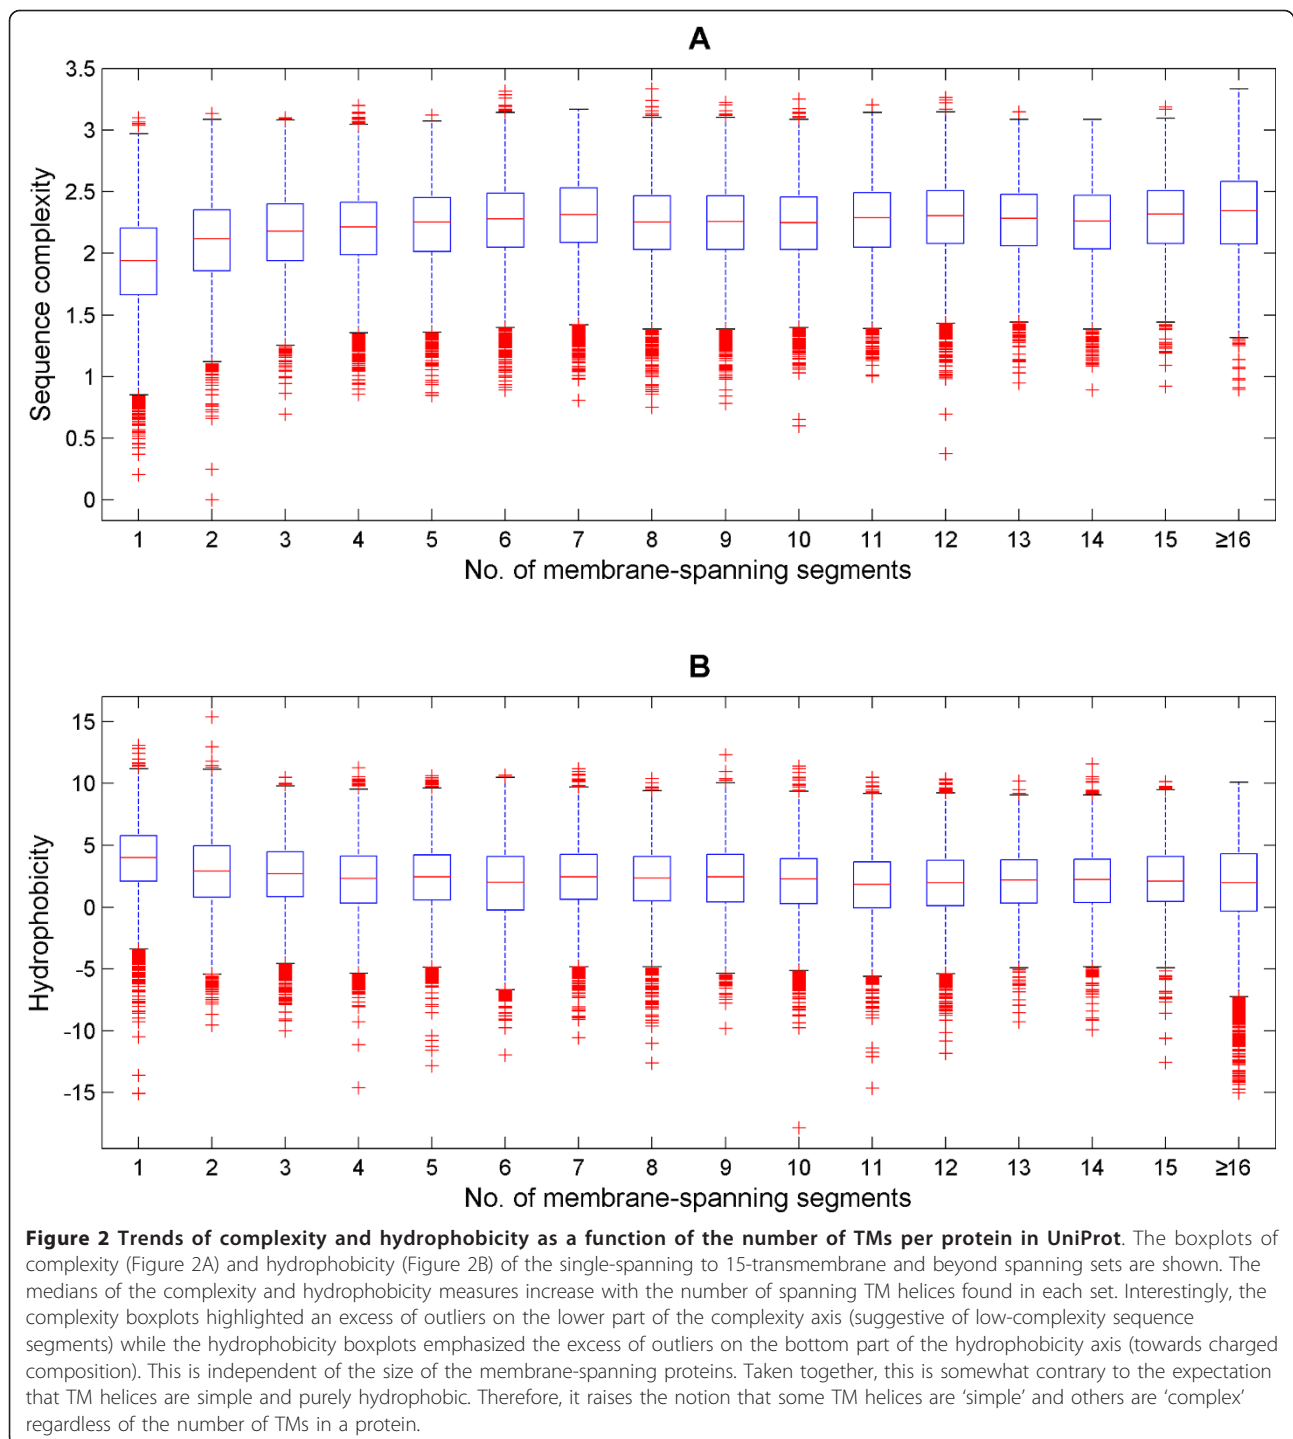 A
3.5
3
2.5
2
1.5
1
0.5
0
Sequence complexity
1 2 3 4 5 6 7 8 9 10 11 12 13 14 15 ≥16
No. of membrane-spanning segments
B
15
10
5
0
-5
-10
-15
Hydrophobicity
1 2 3 4 5 6 7 8 9 10 11 12 13 14 15 ≥16
No. of membrane-spanning segments
Figure 2 Trends of complexity and hydrophobicity as a function of the number of TMs per protein in UniProt. The boxplots of
complexity (Figure 2A) and hydrophobicity (Figure 2B) of the single-spanning to 15-transmembrane and beyond spanning sets are shown. The
medians of the complexity and hydrophobicity measures increase with the number of spanning TM helices found in each set. Interestingly, the
complexity boxplots highlighted an excess of outliers on the lower part of the complexity axis (suggestive of low-complexity sequence
segments) while the hydrophobicity boxplots emphasized the excess of outliers on the bottom part of the hydrophobicity axis (towards charged
composition). This is independent of the size of the membrane-spanning proteins. Taken together, this is somewhat contrary to the expectation
that TM helices are simple and purely hydrophobic. Therefore, it raises the notion that some TM helices are ‘simple’ and others are ‘complex’
regardless of the number of TMs in a protein.